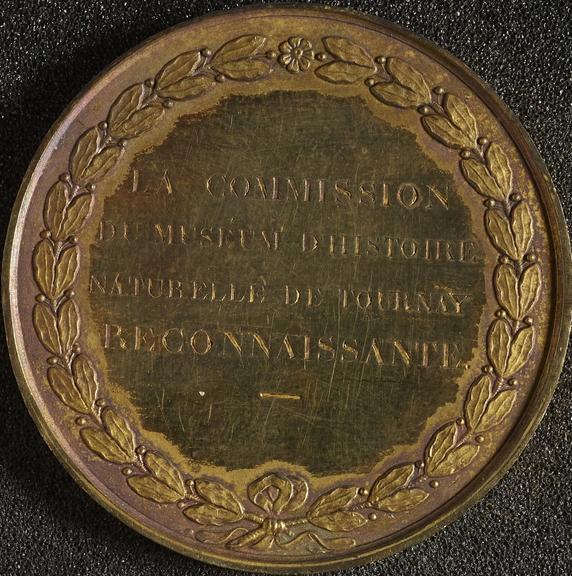 LA COMMISSION
DU MUSEUM D'HISTOIRE
NATURELLE DE TOURNAY
RECONNAISSANTE.